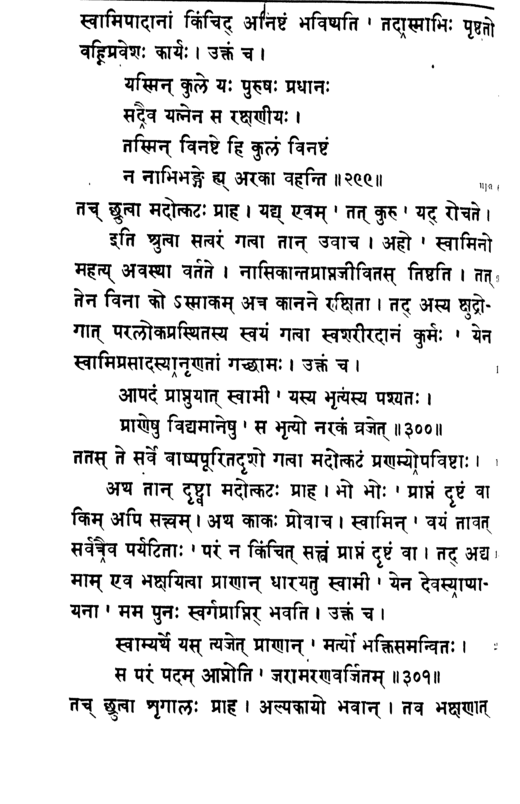 स्वामिपादानां किंचिद् अनिष्टं भविष्यति ' तदास्माभिः पृष्ठतो
वह्निप्रवेशः कार्यः । उक्तं च ।
यस्मिन् कुले यः पुरुषः प्रधानः
सदैव यत्नेन स रक्षणीयः ।
तस्मिन् विनष्टे हि कुलं विनष्टं
न नाभिभङ्गे ह्य् अरका वहन्ति ॥२९९॥
तच् छ्रुत्वा मदोत्कटः प्राह । यद्य् एवम् ' तत् कुरु ' यद् रोचते ।
इति श्रुत्वा सत्वरं गत्वा तान् उवाच । अहो ' स्वामिनो
महत्य् अवस्था वर्तते । नासिकान्तप्राप्तजीवितस् तिष्ठति । तत्
तेन विना को ऽस्माकम् अत्र कानने रक्षिता । तद् अस्य क्षुद्रो-
गात् परलोकप्रस्थितस्य स्वयं गत्वा स्वशरीरदानं कुर्मः ' येन
स्वामिप्रसादस्यानृणतां गच्छामः । उक्तं च ।
आपदं प्राप्नुयात् स्वामी ' यस्य भृत्यस्य पश्यतः ।
प्राणेषु विद्यमानेषु ' स भृत्यो नरकं व्रजेत् ॥३००॥
ततस् ते सर्वे बाष्पपूरितदृशो गत्वा मदोत्कटं प्रणम्योपविष्टाः ।
अथ तान् दृष्ट्वा मदोत्कटः प्राह । भो भोः ' प्राप्तं दृष्टं वा
किम् अपि सत्त्वम् । अथ काकः प्रोवाच । स्वामिन् ' वयं तावत्
सर्वत्रैव पर्यटिताः ' परं न किंचित् सत्त्वं प्राप्तं दृष्टं वा । तद् अद्य
माम् एव भक्षयित्वा प्राणान् धारयतु स्वामी ' येन देवस्याप्या-
यना ' मम पुनः स्वर्गप्राप्तिर् भवति । उक्तं च ।
स्वाम्यर्थे यस् त्यजेत् प्राणान् ' मर्त्यो भक्तिसमन्वितः ।
स परं पदम् आप्नोति ' जरामरणवर्जितम् ॥३०१॥
तच् छ्रुत्वा शृगालः प्राह । अल्पकायो भवान् । तव भक्षणात्